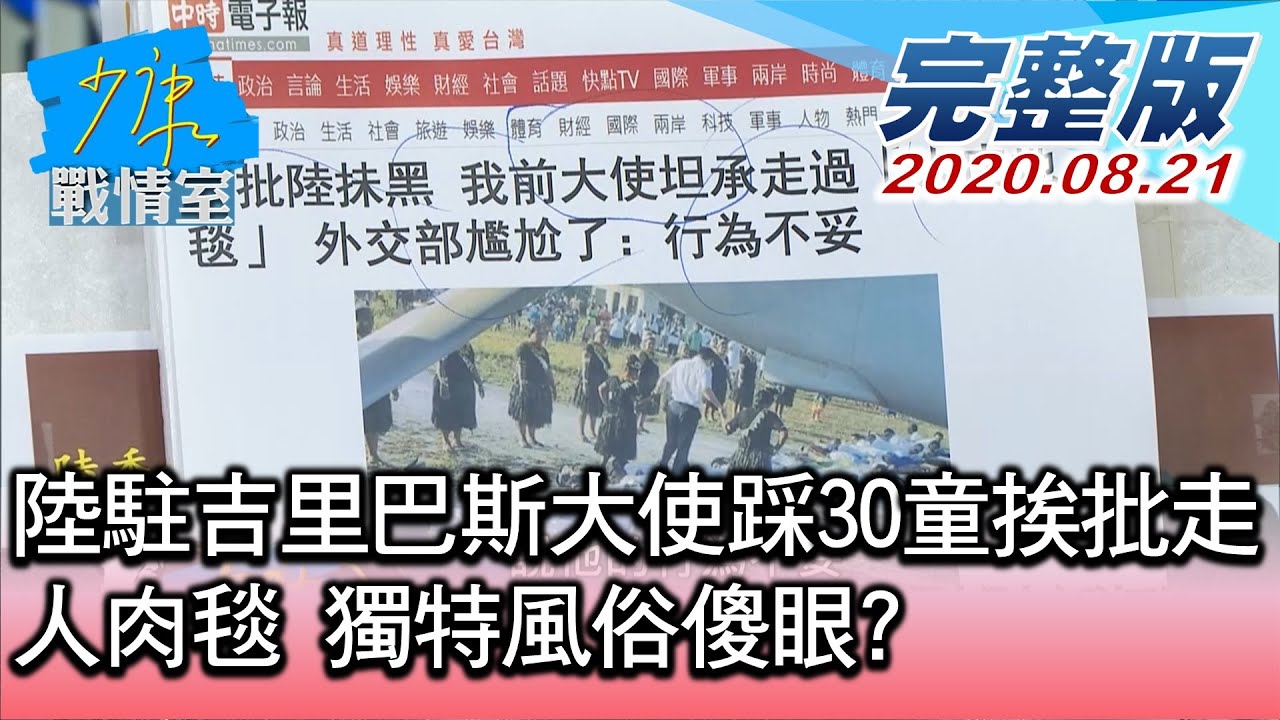 中時電子報
natimes.com
真道理性 真愛台灣
政治 言論 生活 娛樂 財經 社會 話題 快點TV 國際 軍事 兩岸 時尚 體育
政治 生活 社會 旅遊 娛樂 體育 財經 國際 兩岸 科技 軍事 人物 熱門
少康
戰情室
完整版
2020.08.21
批陸抹黑 我前大使坦承走過
毯」 外交部尷尬了：行為不妥
陸駐吉里巴斯大使踩30童挨批走
人肉毯 獨特風俗傻眼?